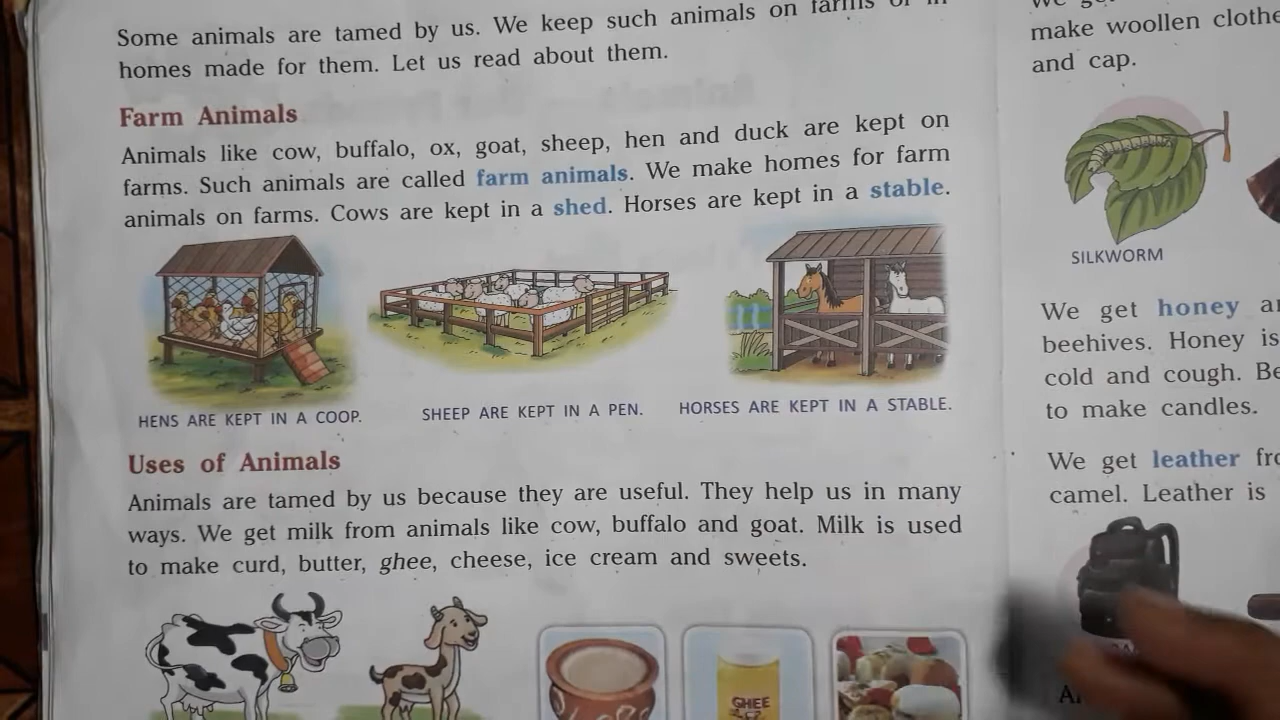 Some animals are tamed by us. We keep such animals on farms or in
homes made for them. Let us read about them.
Farm Animals
Animals like cow, buffalo, ox, goat, sheep, hen and duck are kept on
farms. Such animals are called farm animals. We make homes for farm
animals on farms. Cows are kept in a shed. Horses are kept in a stable.
HENS ARE KEPT IN A COOP.
SHEEP ARE KEPT IN A PEN.
HORSES ARE KEPT IN A STABLE.
Uses of Animals
Animals are tamed by us because they are useful. They help us in many
ways. We get milk from animals like cow, buffalo and goat. Milk is used
to make curd, butter, ghee, cheese, ice cream and sweets.
GHEE
We
make woollen clothe
and cap.
SILKWORM
We get honey
beehives. Honey is
cold and cough.
to make candles.
We get leather
camel. Leather is